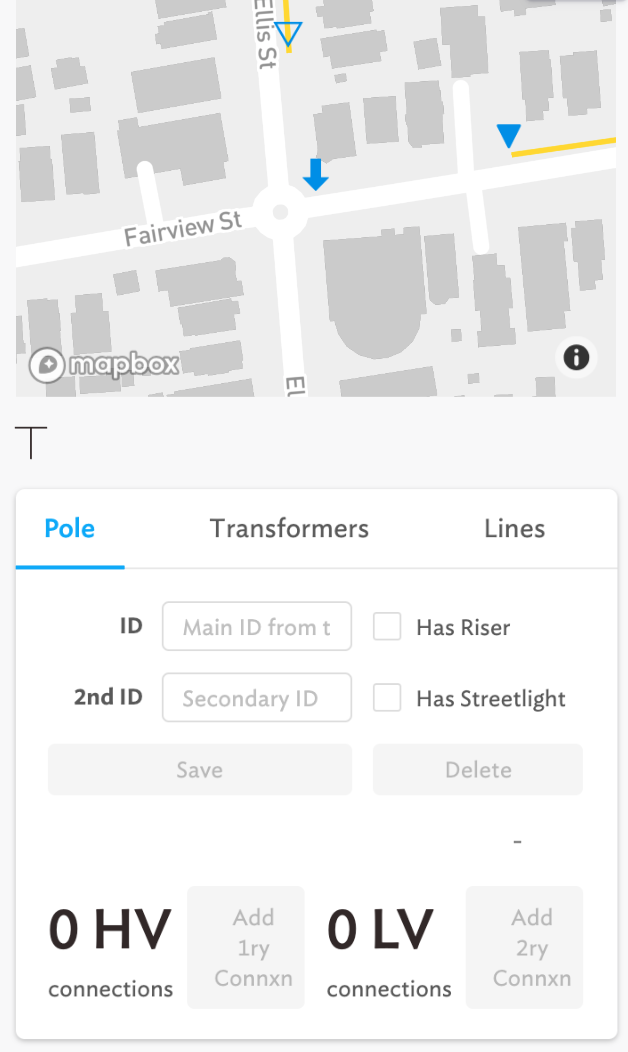 Ellis St
Fairview St
mapbox
El
Pole
Transformers
Lines
ID
Main ID from t
Has Riser
2nd ID
Secondary ID
Has Streetlight
Save
Delete
-
0 HV
connections
Add
1ry
Connxn
0 LV
connections
Add
2ry
Connxn